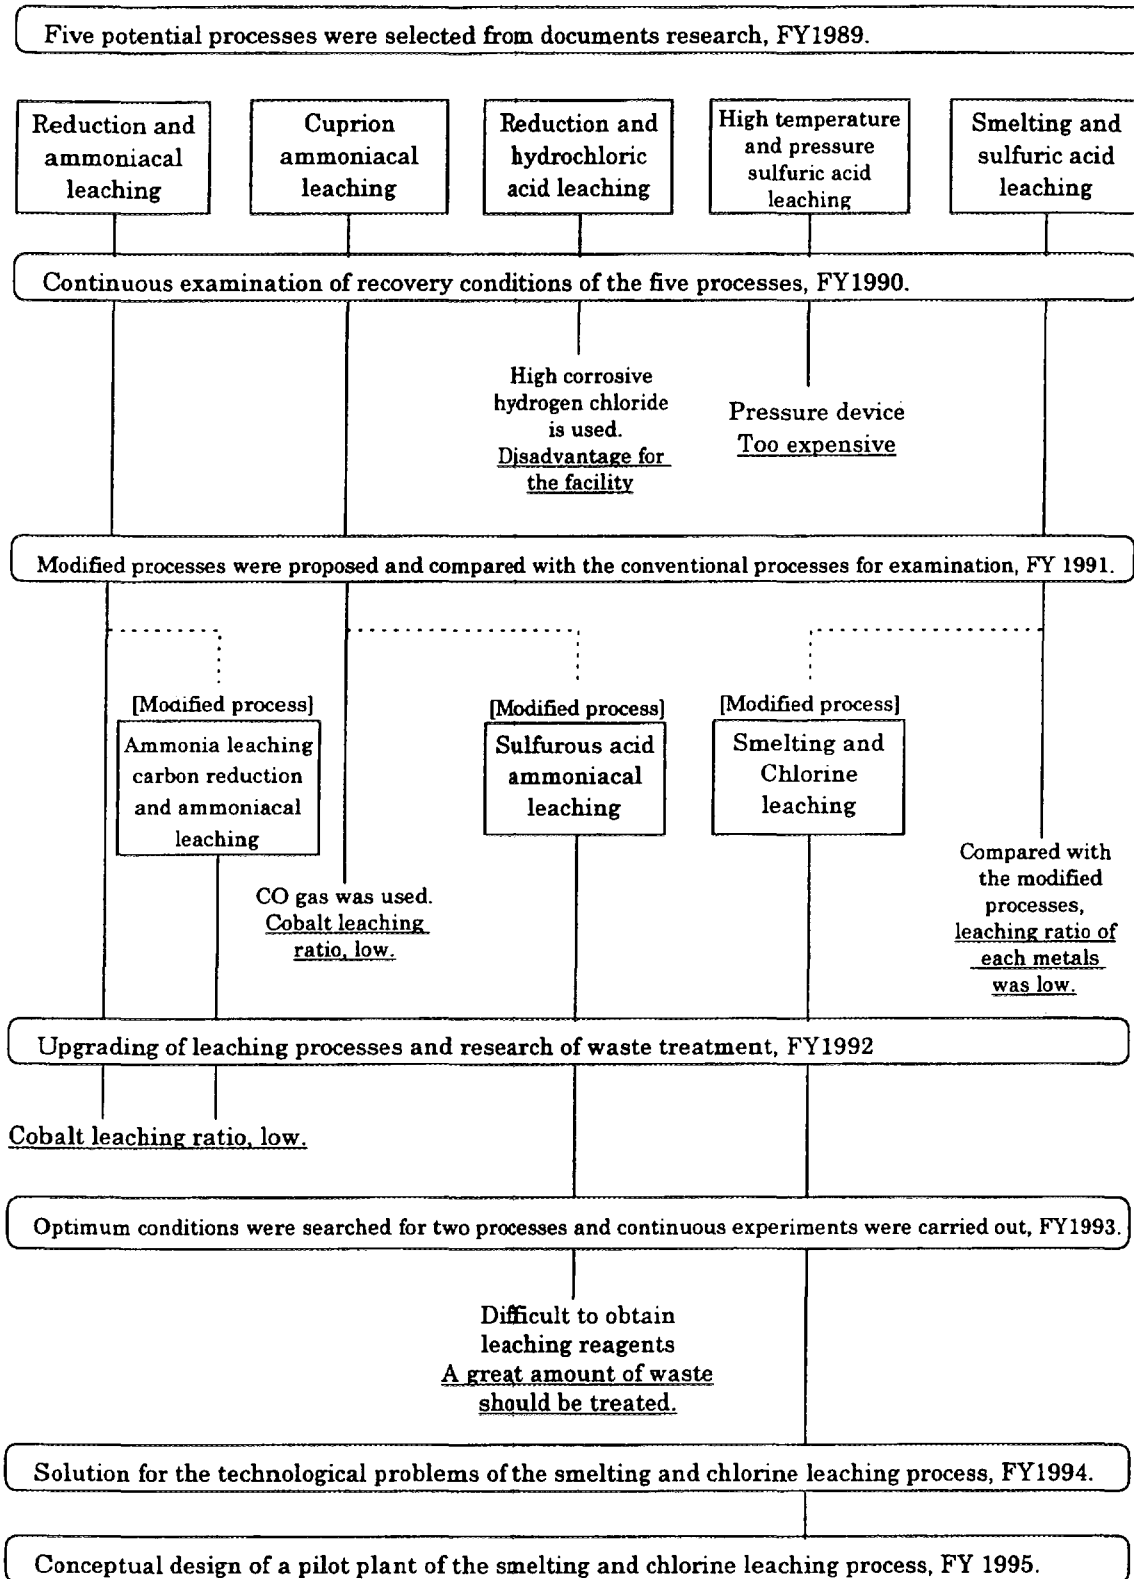 Five potential processes were selected from documents research, FY1989.
Reduction and
ammoniacal
leaching
Cuprion
ammoniacal
leaching
Reduction and
hydrochloric
acid leaching
High temperature
and pressure
sulfuric acid
leaching
Smelting and
sulfuric acid
leaching
Continuous examination of recovery conditions of the five processes, FY1990.
High corrosive
hydrogen chloride
is used.
Disadvantage for
the facility
Pressure device
Too expensive
Modified processes were proposed and compared with the conventional processes for examination, FY 1991.
[Modified process]
Ammonia leaching
carbon reduction
and ammoniacal
leaching
[Modified process]
Sulfurous acid
ammoniacal
leaching
[Modified process]
Smelting and
Chlorine
leaching
CO gas was used.
Cobalt leaching
ratio, low.
Compared with
the modified
processes,
leaching ratio of
each metals
was low.
Upgrading of leaching processes and research of waste treatment, FY1992
Cobalt leaching ratio, low.
Optimum conditions were searched for two processes and continuous experiments were carried out, FY1993.
Difficult to obtain
leaching reagents
A great amount of waste
should be treated.
Solution for the technological problems of the smelting and chlorine leaching process, FY1994.
Conceptual design of a pilot plant of the smelting and chlorine leaching process, FY 1995.